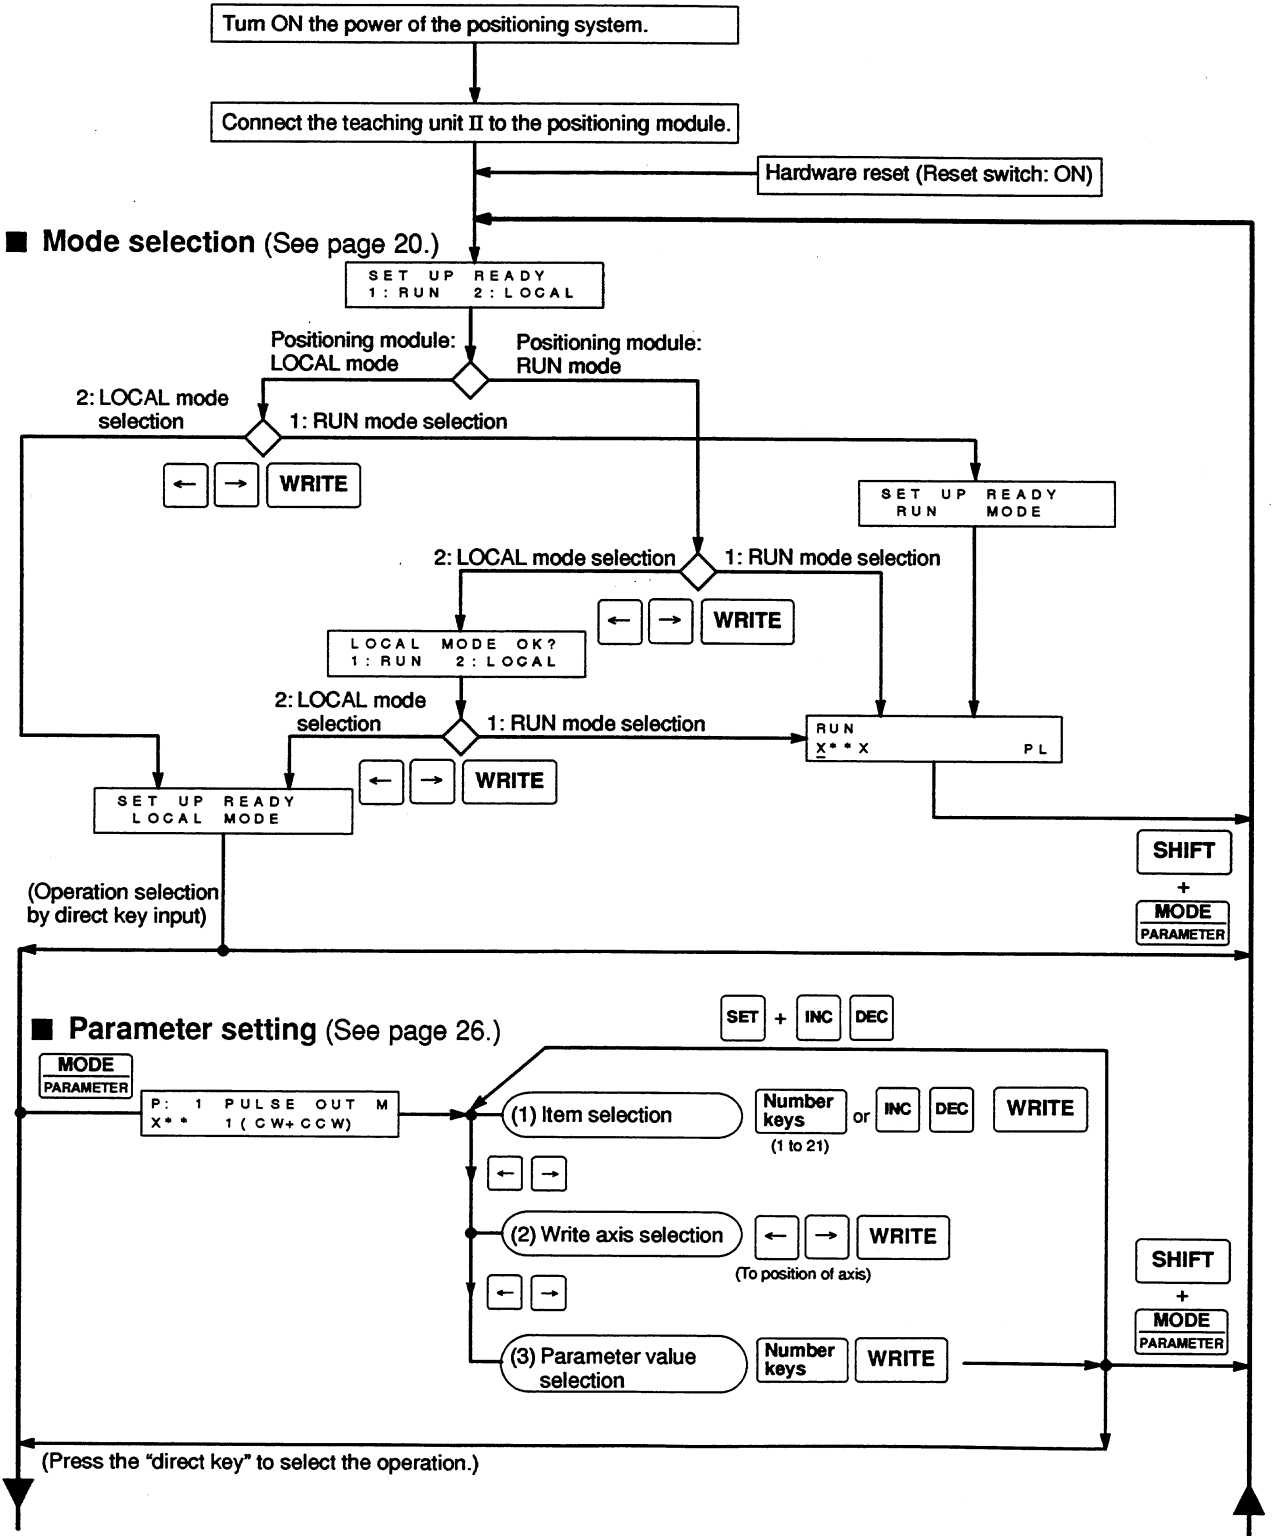 Turn ON the power of the positioning system.
Connect the teaching unit II to the positioning module.
Hardware reset (Reset switch: ON)
■ Mode selection (See page 20.)
SET UP READY
1: RUN 2: LOCAL
Positioning module:
LOCAL mode
Positioning module:
RUN mode
2: LOCAL mode
selection
1: RUN mode selection
← → WRITE
SET UP READY
RUN MODE
2: LOCAL mode selection
1: RUN mode selection
← → WRITE
LOCAL MODE OK?
1: RUN 2: LOCAL
2: LOCAL mode
selection
1: RUN mode selection
RUN
X**X PL
← → WRITE
SET UP READY
LOCAL MODE
SHIFT
+
MODE
PARAMETER
(Operation selection
by direct key input)
■ Parameter setting (See page 26.)
SET + INC DEC
MODE
PARAMETER
P: 1 PULSE OUT M
X** 1(CW+CCW)
(1) Item selection
Number
keys
or INC DEC WRITE
(1 to 21)
← →
(2) Write axis selection
← → WRITE
(To position of axis)
← →
SHIFT
+
MODE
PARAMETER
(3) Parameter value
selection
Number
keys
WRITE
(Press the “direct key” to select the operation.)